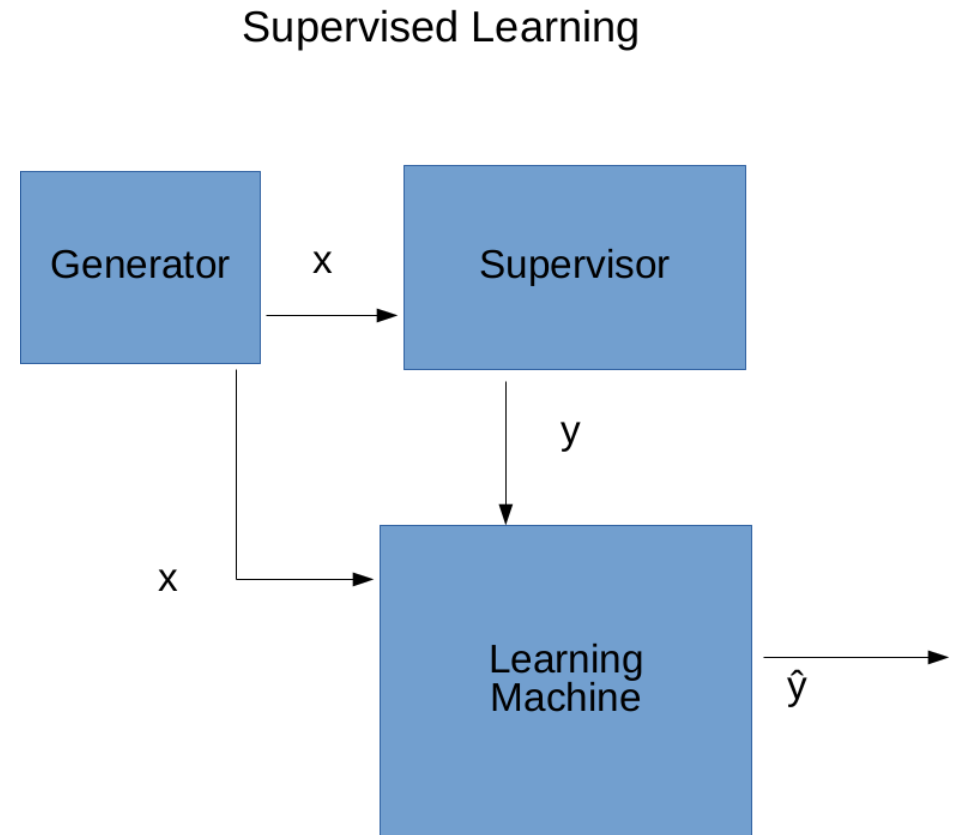 Supervised Learning
Generator
x
Supervisor
y
x
Learning
Machine
ŷ